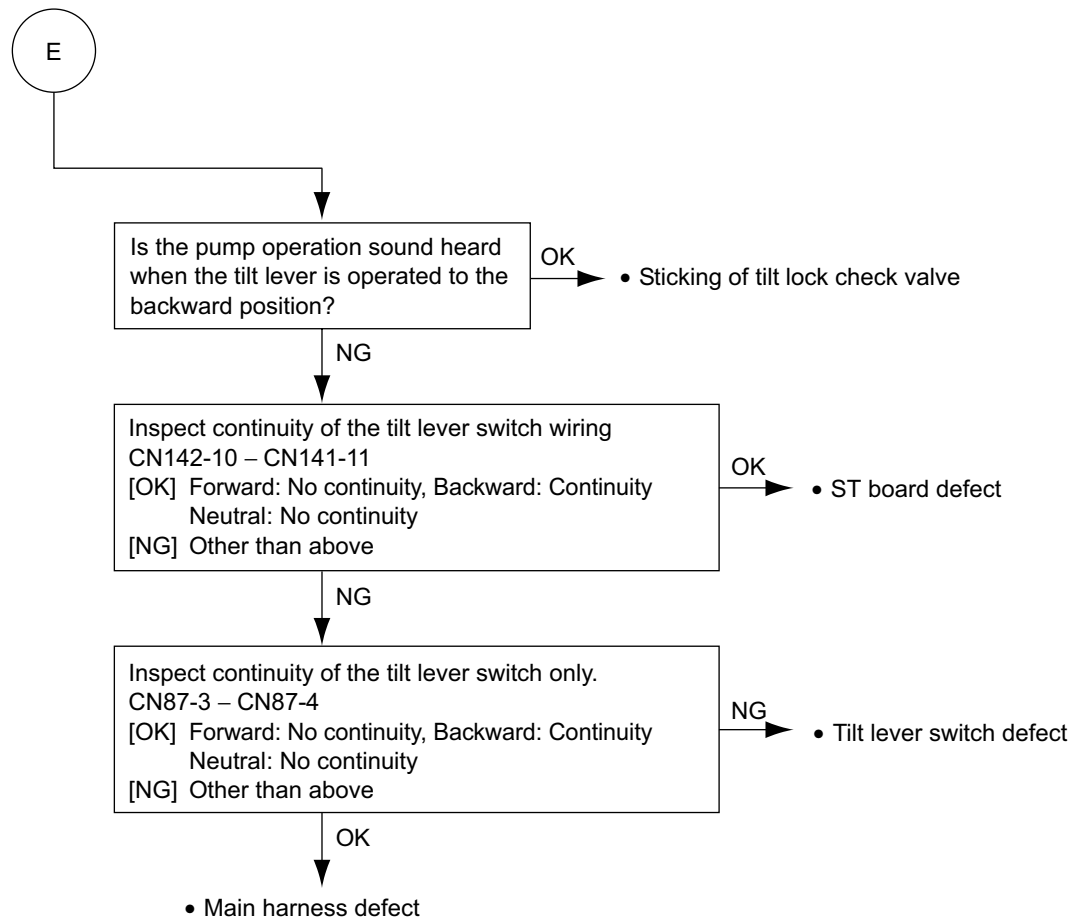 E
Is the pump operation sound heard
when the tilt lever is operated to the
backward position?
OK
• Sticking of tilt lock check valve
NG
Inspect continuity of the tilt lever switch wiring
CN142-10 – CN141-11
[OK] Forward: No continuity, Backward: Continuity
Neutral: No continuity
[NG] Other than above
OK
• ST board defect
NG
Inspect continuity of the tilt lever switch only.
CN87-3 – CN87-4
[OK] Forward: No continuity, Backward: Continuity
Neutral: No continuity
[NG] Other than above
NG
• Tilt lever switch defect
OK
• Main harness defect